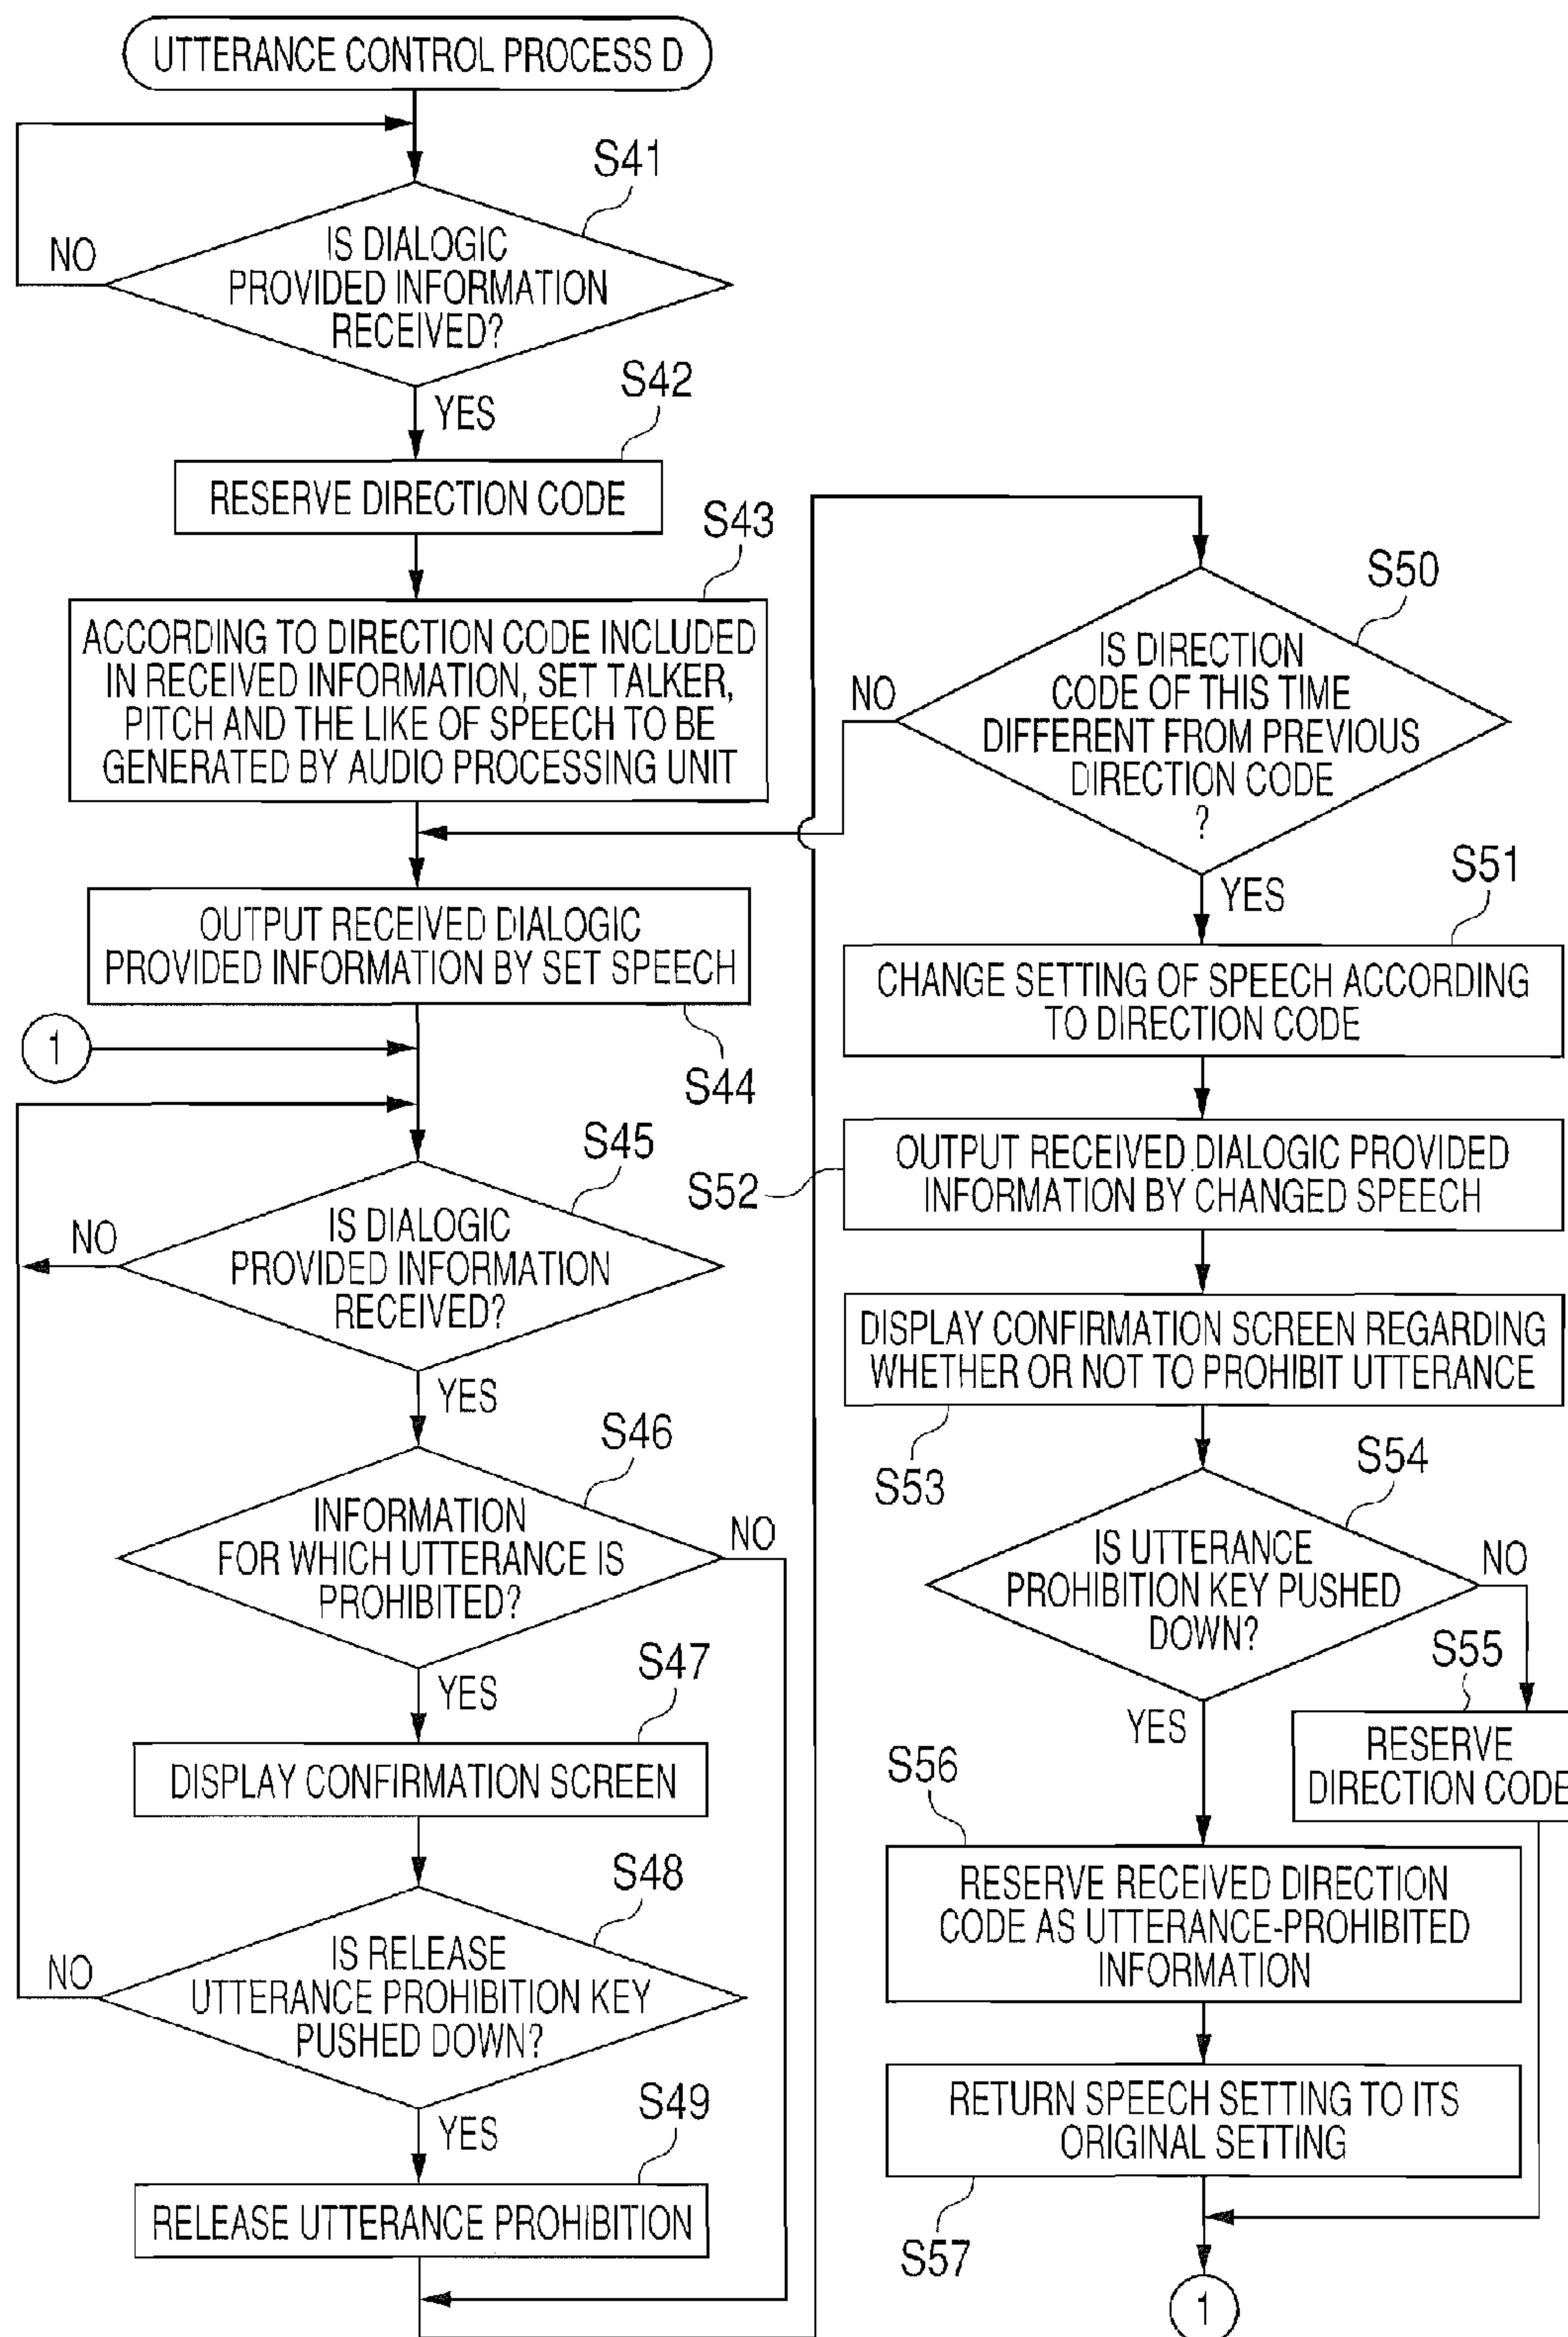 UTTERANCE CONTROL PROCESS D
S41
IS DIALOGIC
PROVIDED INFORMATION
RECEIVED?
NO
YES
S42
RESERVE DIRECTION CODE
S43
ACCORDING TO DIRECTION CODE INCLUDED
IN RECEIVED INFORMATION, SET TALKER,
PITCH AND THE LIKE OF SPEECH TO BE
GENERATED BY AUDIO PROCESSING UNIT
OUTPUT RECEIVED DIALOGIC
PROVIDED INFORMATION BY SET SPEECH
1
S44
S45
IS DIALOGIC
PROVIDED INFORMATION
RECEIVED?
NO
YES
S46
INFORMATION
FOR WHICH UTTERANCE IS
PROHIBITED?
NO
YES
S47
DISPLAY CONFIRMATION SCREEN
S48
IS RELEASE
UTTERANCE PROHIBITION KEY
PUSHED DOWN?
NO
YES
S49
RELEASE UTTERANCE PROHIBITION
S50
IS DIRECTION
CODE OF THIS TIME
DIFFERENT FROM PREVIOUS
DIRECTION CODE
?
NO
YES
S51
CHANGE SETTING OF SPEECH ACCORDING
TO DIRECTION CODE
S52
OUTPUT RECEIVED DIALOGIC PROVIDED
INFORMATION BY CHANGED SPEECH
DISPLAY CONFIRMATION SCREEN REGARDING
WHETHER OR NOT TO PROHIBIT UTTERANCE
S53
S54
IS UTTERANCE
PROHIBITION KEY PUSHED
DOWN?
NO
YES
S55
RESERVE
DIRECTION CODE
S56
RESERVE RECEIVED DIRECTION
CODE AS UTTERANCE-PROHIBITED
INFORMATION
RETURN SPEECH SETTING TO ITS
ORIGINAL SETTING
S57
1